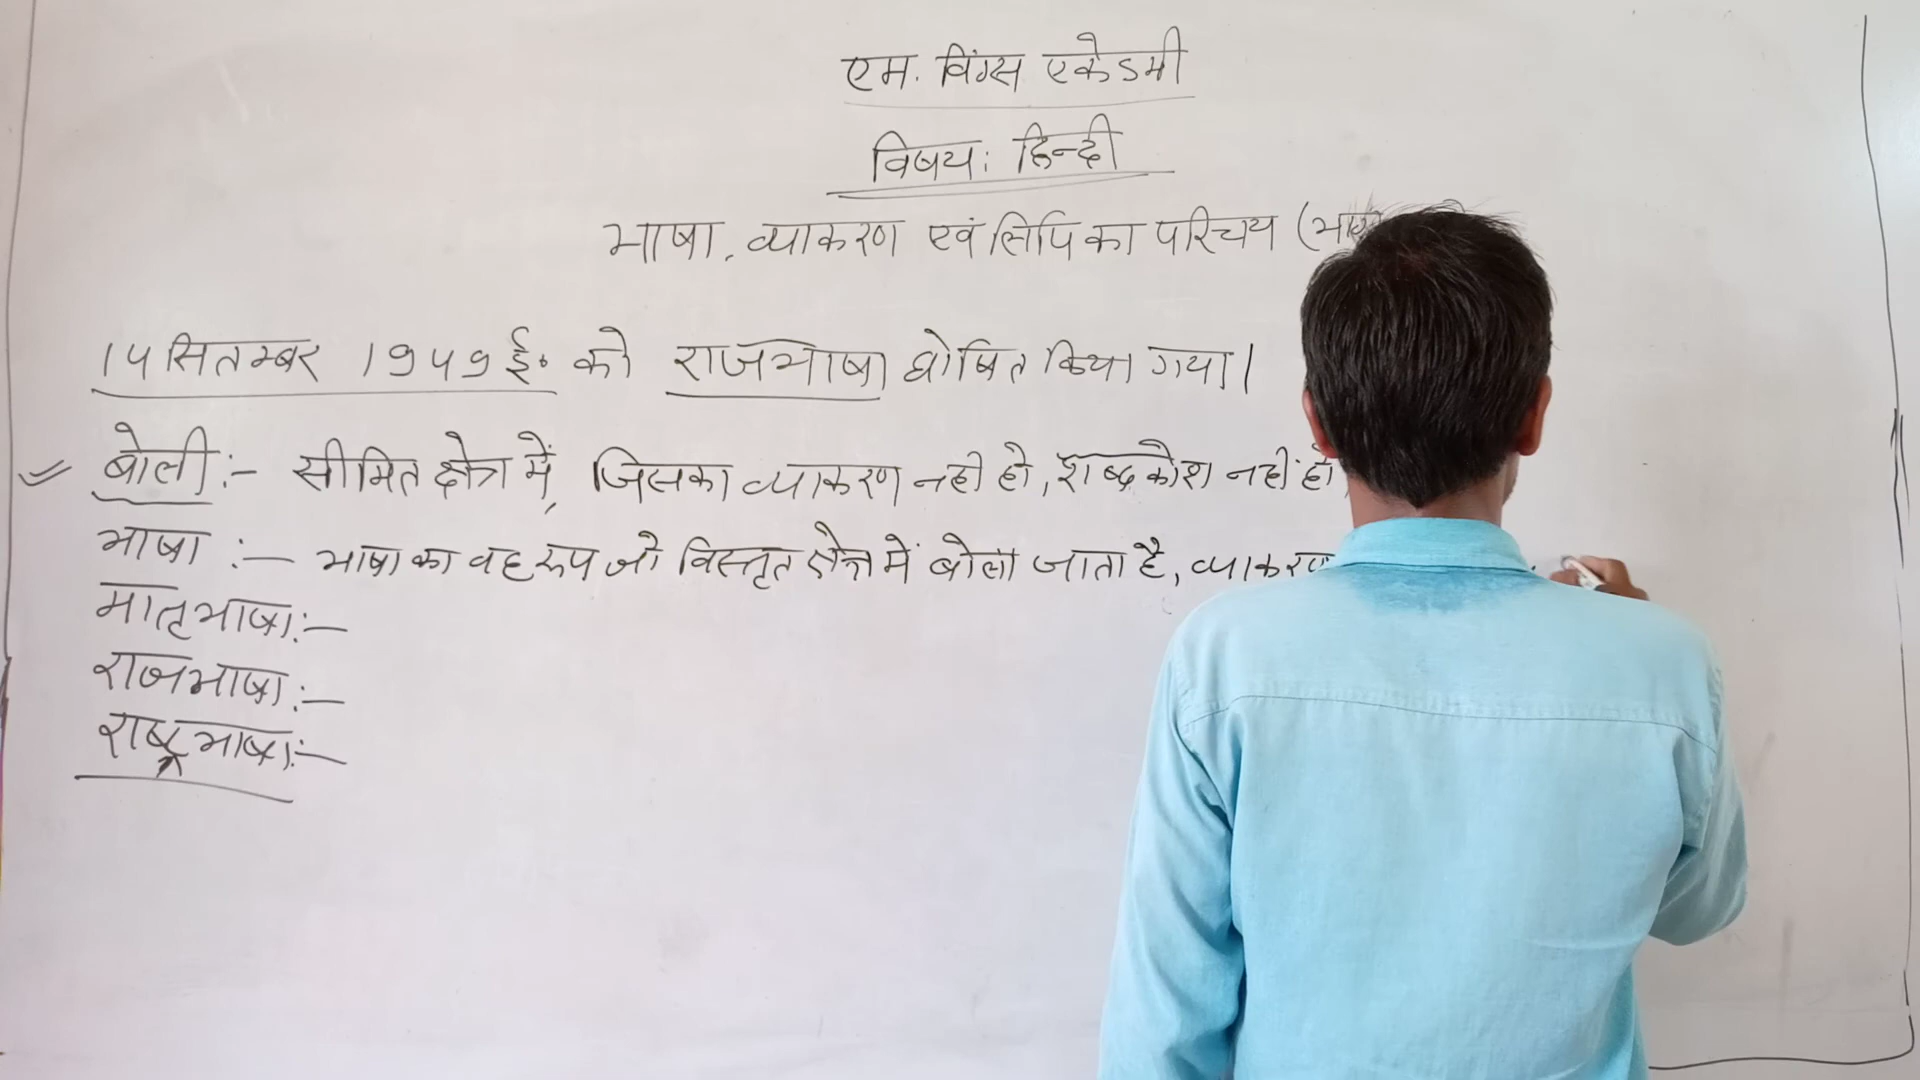 एम. विंग्स एकेडमी
विषय: हिन्दी
भाषा, व्याकरण एवं लिपि का परिचय
14 सितम्बर 1949 ई० को राजभाषा घोषित किया गया।
बोली :- सीमित क्षेत्र में, जिसका व्याकरण नही हो, शब्दकोश नहीं हो
भाषा :- भाषा का वह रूप जो विस्तृत क्षेत्र में बोला जाता है, व्याकरण
मातृभाषा :-
राजभाषा :-
राष्ट्रभाषा :-